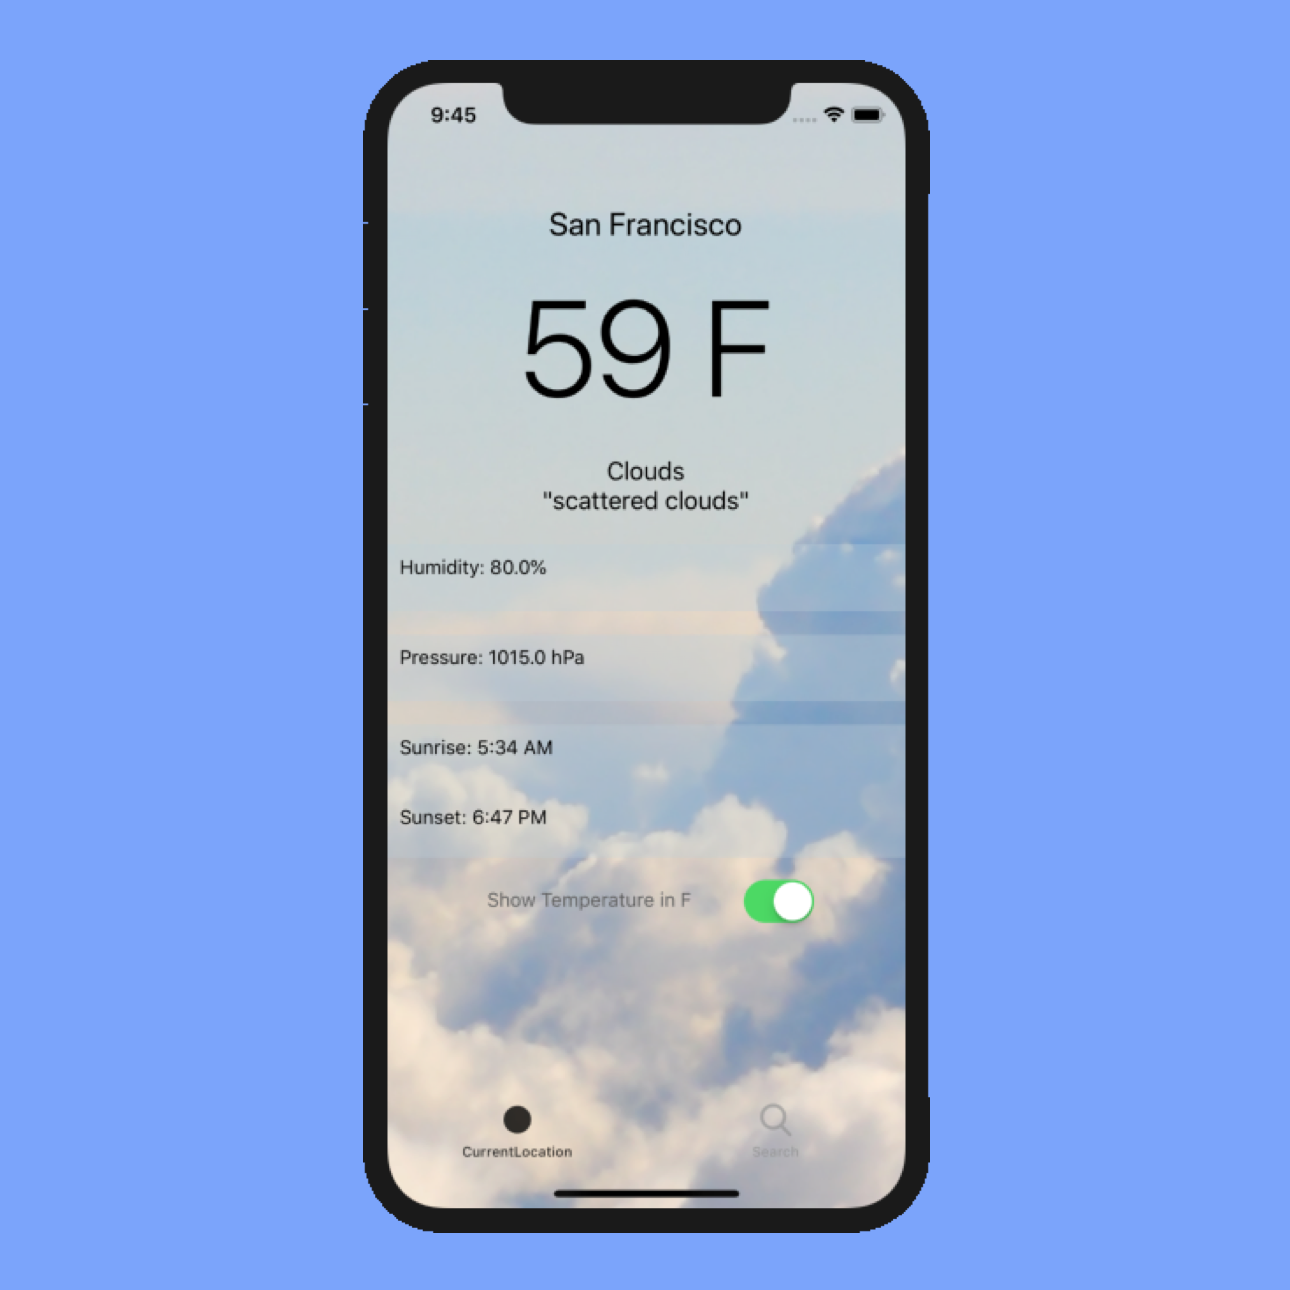 9:45
San Francisco
59 F
Clouds
"scattered clouds"
Humidity: 80.0%
Pressure: 1015.0 hPa
Sunrise: 5:34 AM
Sunset: 6:47 PM
Show Temperature in F
CurrentLocation
Search